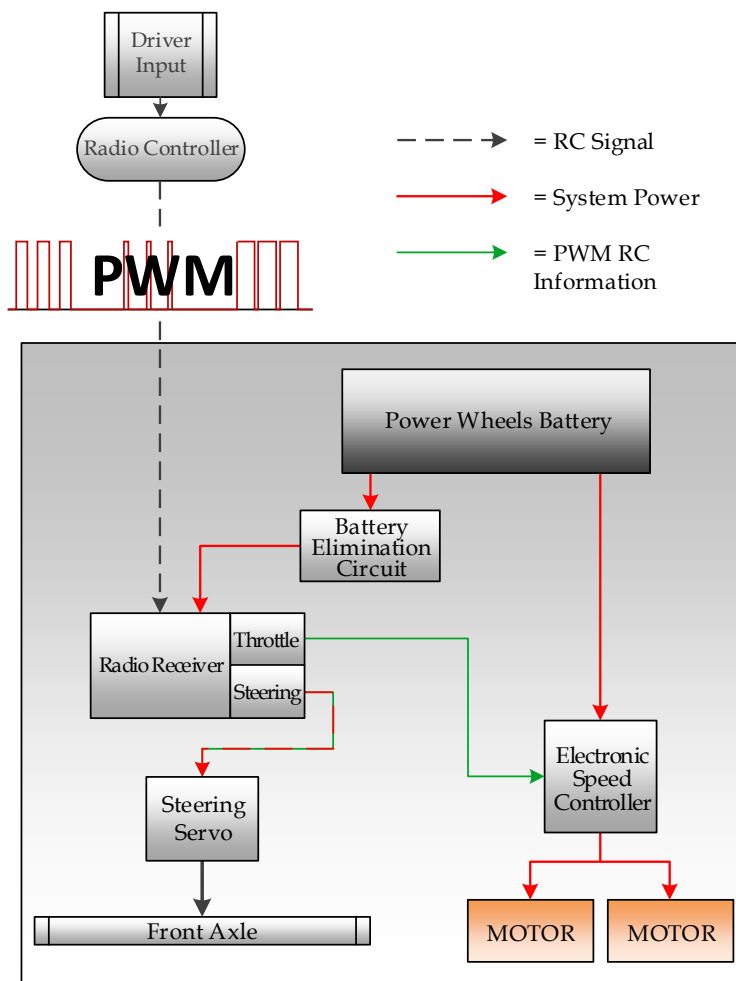 Driver
Input
Radio Controller
= RC Signal
= System Power
= PWM RC
Information
PWM
Power Wheels Battery
Battery
Elimination
Circuit
Radio Receiver
Throttle
Steering
Electronic
Speed
Controller
Steering
Servo
Front Axle
MOTOR
MOTOR